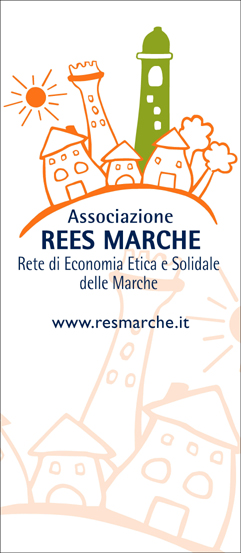 Associazione
REES MARCHE
Rete di Economia Etica e Solidale
delle Marche
www.resmarche.it